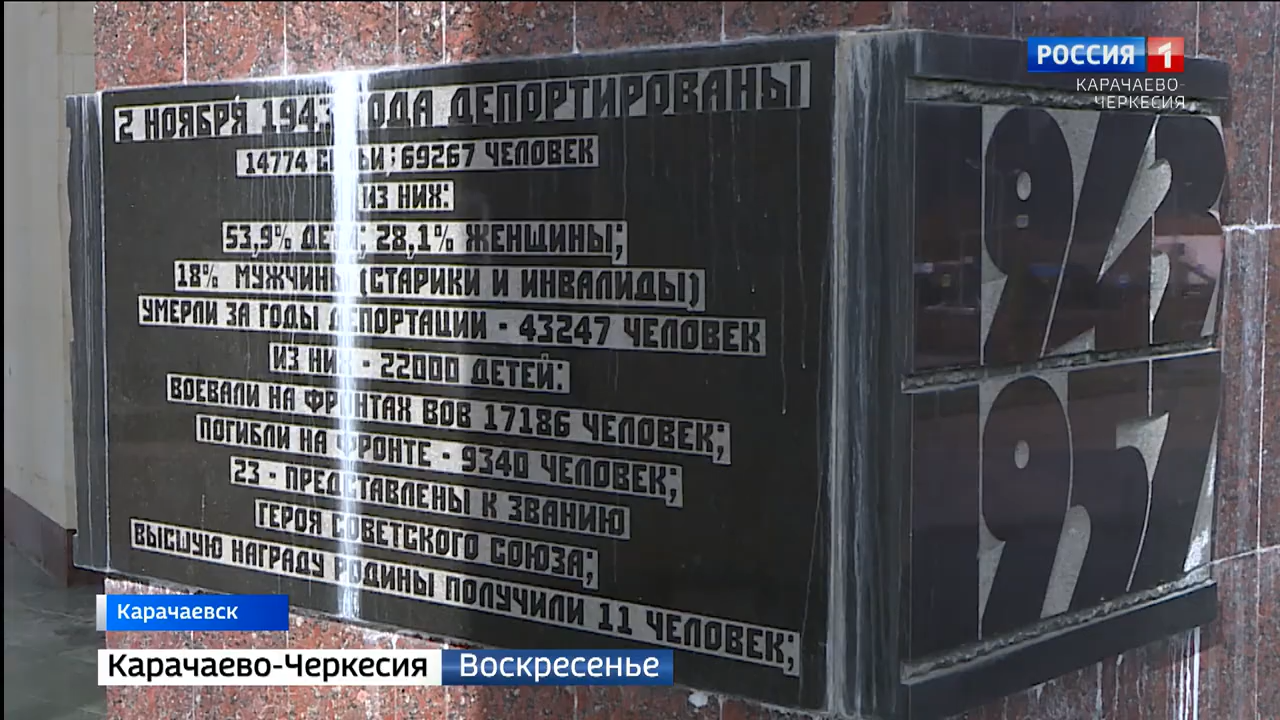 РОССИЯ 1
КАРАЧАЕВО-
ЧЕРКЕСИЯ
2 НОЯБРЯ 1943 ГОДА ДЕПОРТИРОВАНЫ
14774 СЕМЬИ; 69267 ЧЕЛОВЕК
ИЗ НИХ:
53,9% ДЕТИ; 28,1% ЖЕНЩИНЫ;
18% МУЖЧИНЫ (СТАРИКИ И ИНВАЛИДЫ)
УМЕРЛИ ЗА ГОДЫ ДЕПОРТАЦИИ - 43247 ЧЕЛОВЕК
ИЗ НИХ - 22000 ДЕТЕЙ:
ВОЕВАЛИ НА ФРОНТАХ ВОВ 17186 ЧЕЛОВЕК;
ПОГИБЛИ НА ФРОНТЕ - 9340 ЧЕЛОВЕК;
23 - ПРЕДСТАВЛЕНЫ К ЗВАНИЮ
ГЕРОЯ СОВЕТСКОГО СОЮЗА;
ВЫСШУЮ НАГРАДУ РОДИНЫ ПОЛУЧИЛИ 11 ЧЕЛОВЕК;
1943
1957
Карачаевск
Карачаево-Черкесия Воскресенье